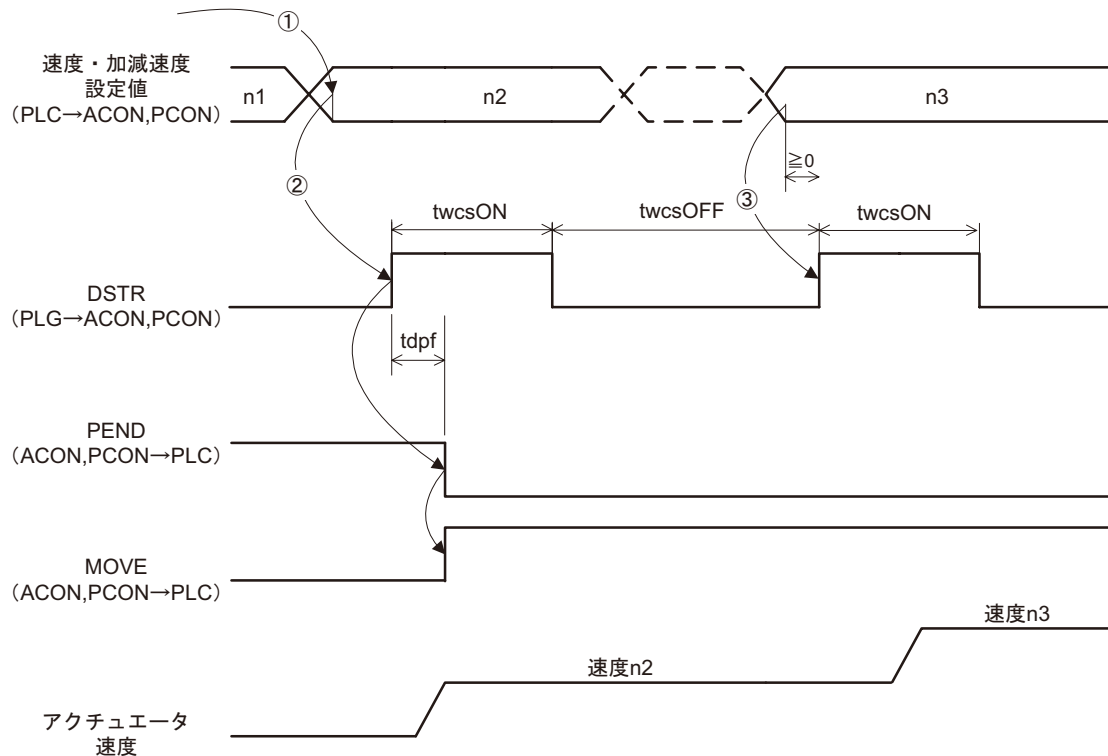 ①
速度・加減速度
設定値
（PLC→ACON,PCON）
n1
n2
n3
≧0
②
③
twcsON
twcsOFF
twcsON
DSTR
（PLG→ACON,PCON）
tdpf
PEND
（ACON,PCON→PLC）
MOVE
（ACON,PCON→PLC）
速度n3
速度n2
アクチュエータ
速度